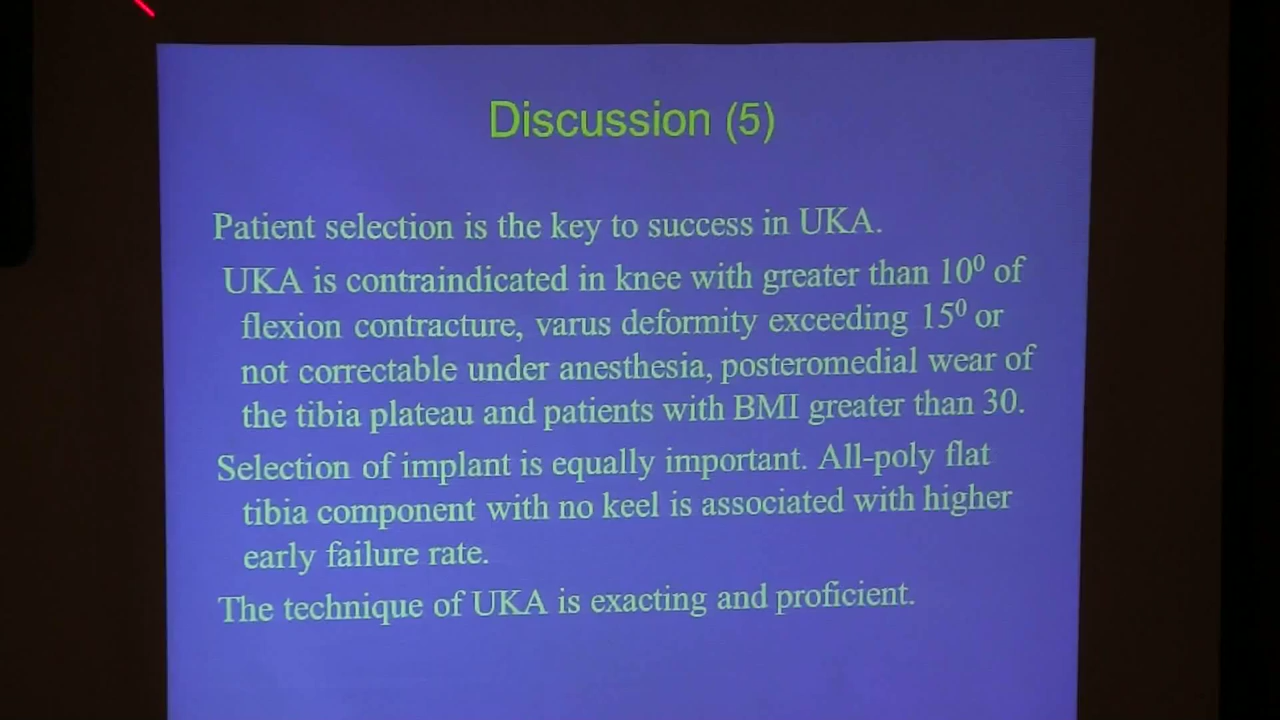 Discussion (5)
Patient selection is the key to success in UKA.
UKA is contraindicated in knee with greater than 10⁰ of
flexion contracture, varus deformity exceeding 15⁰ or
not correctable under anesthesia, posteromedial wear of
the tibia plateau and patients with BMI greater than 30.
Selection of implant is equally important. All-poly flat
tibia component with no keel is associated with higher
early failure rate.
The technique of UKA is exacting and proficient.